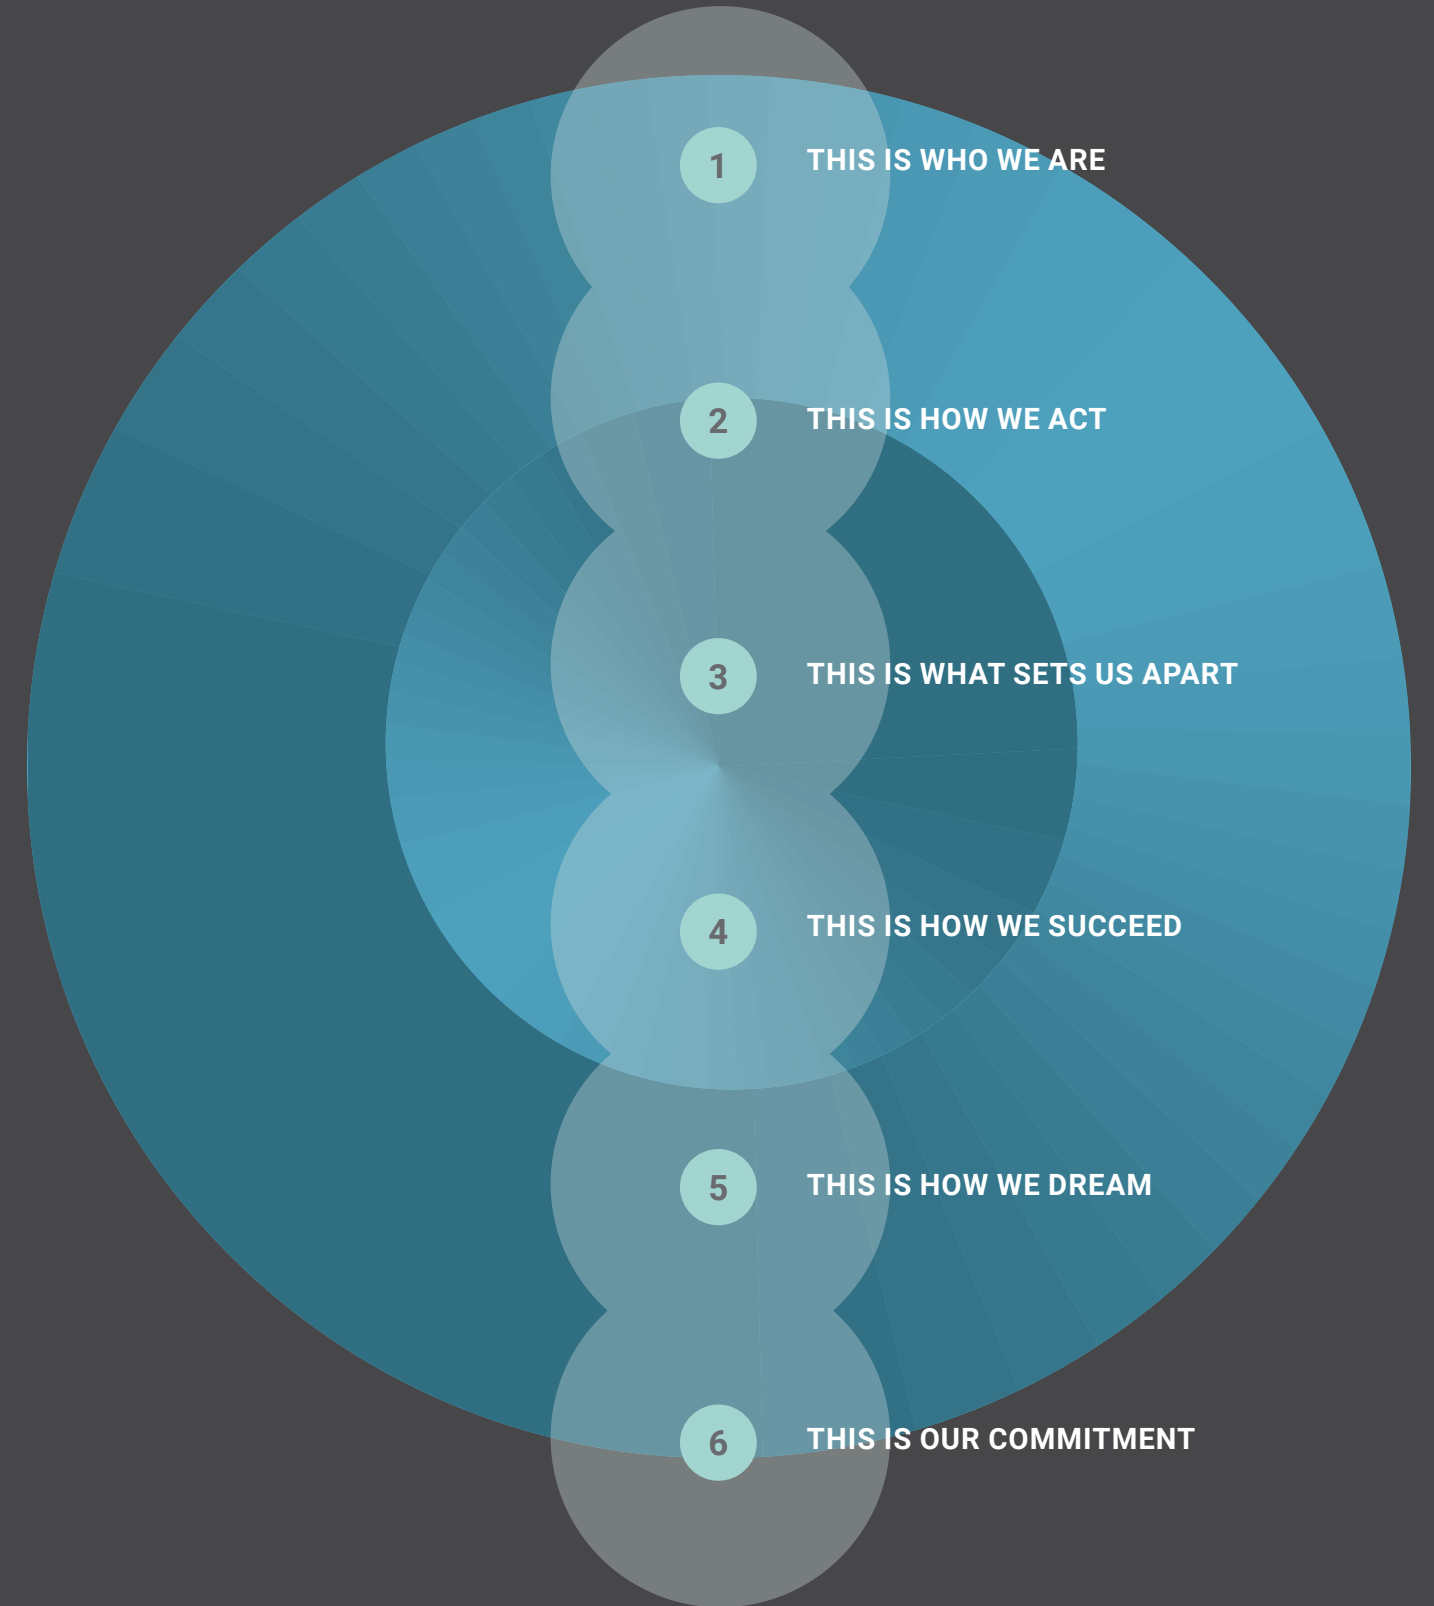 1 THIS IS WHO WE ARE
2 THIS IS HOW WE ACT
3 THIS IS WHAT SETS US APART
4 THIS IS HOW WE SUCCEED
5 THIS IS HOW WE DREAM
6 THIS IS OUR COMMITMENT